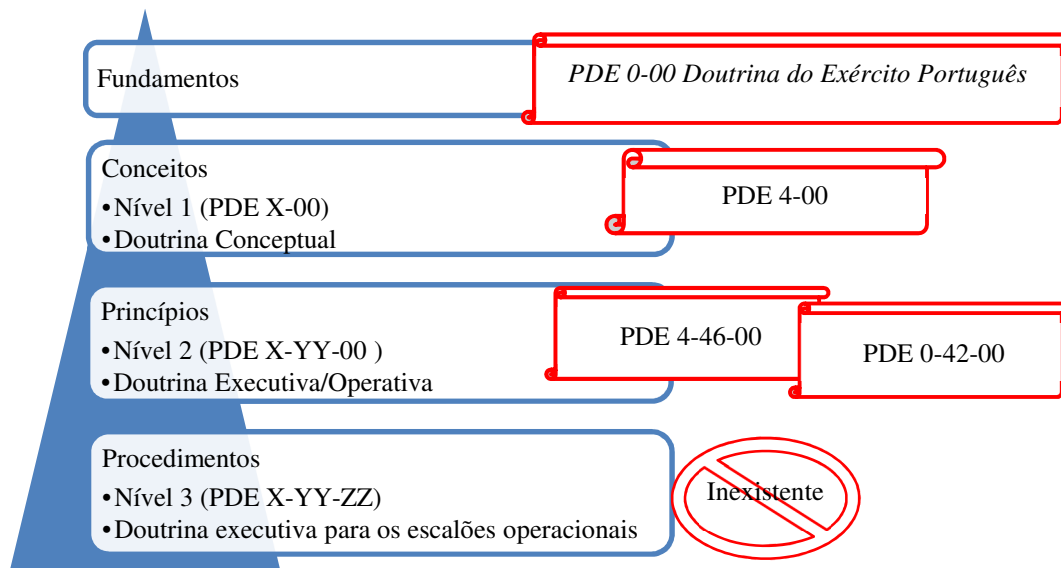 Fundamentos
PDE 0-00 Doutrina do Exército Português
Conceitos
•Nível 1 (PDE X-00)
•Doutrina Conceptual
PDE 4-00
Princípios
•Nível 2 (PDE X-YY-00 )
•Doutrina Executiva/Operativa
PDE 4-46-00
PDE 0-42-00
Procedimentos
•Nível 3 (PDE X-YY-ZZ)
•Doutrina executiva para os escalões operacionais
Inexistente